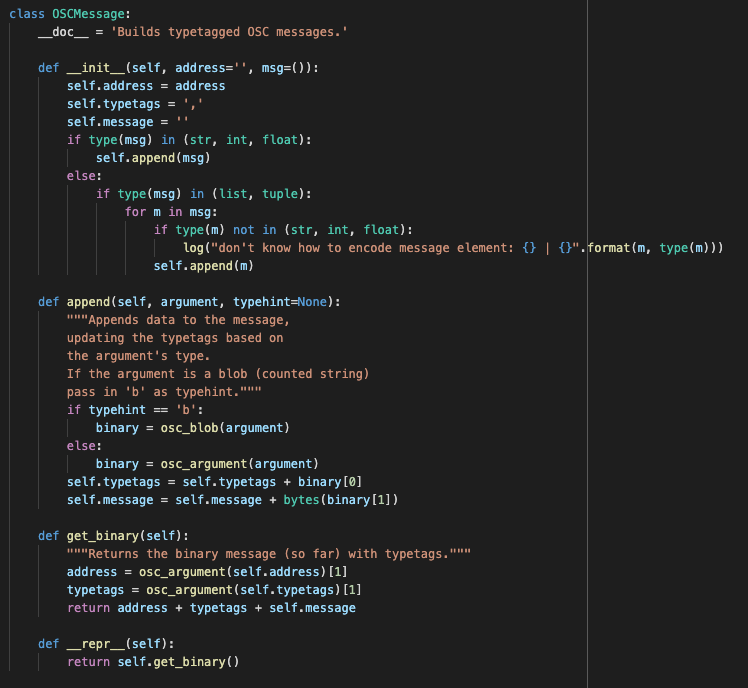 class OSCMessage:
    __doc__ = 'Builds typetagged OSC messages.'

    def __init__(self, address='', msg=()):
        self.address = address
        self.typetags = ','
        self.message = ''
        if type(msg) in (str, int, float):
            self.append(msg)
        else:
            if type(msg) in (list, tuple):
                for m in msg:
                    if type(m) not in (str, int, float):
                        log("don't know how to encode message element: {} | {}".format(m, type(m)))
                    self.append(m)

    def append(self, argument, typehint=None):
        """Appends data to the message,
        updating the typetags based on
        the argument's type.
        If the argument is a blob (counted string)
        pass in 'b' as typehint."""
        if typehint == 'b':
            binary = osc_blob(argument)
        else:
            binary = osc_argument(argument)
        self.typetags = self.typetags + binary[0]
        self.message = self.message + bytes(binary[1])

    def get_binary(self):
        """Returns the binary message (so far) with typetags."""
        address = osc_argument(self.address)[1]
        typetags = osc_argument(self.typetags)[1]
        return address + typetags + self.message

    def __repr__(self):
        return self.get_binary()